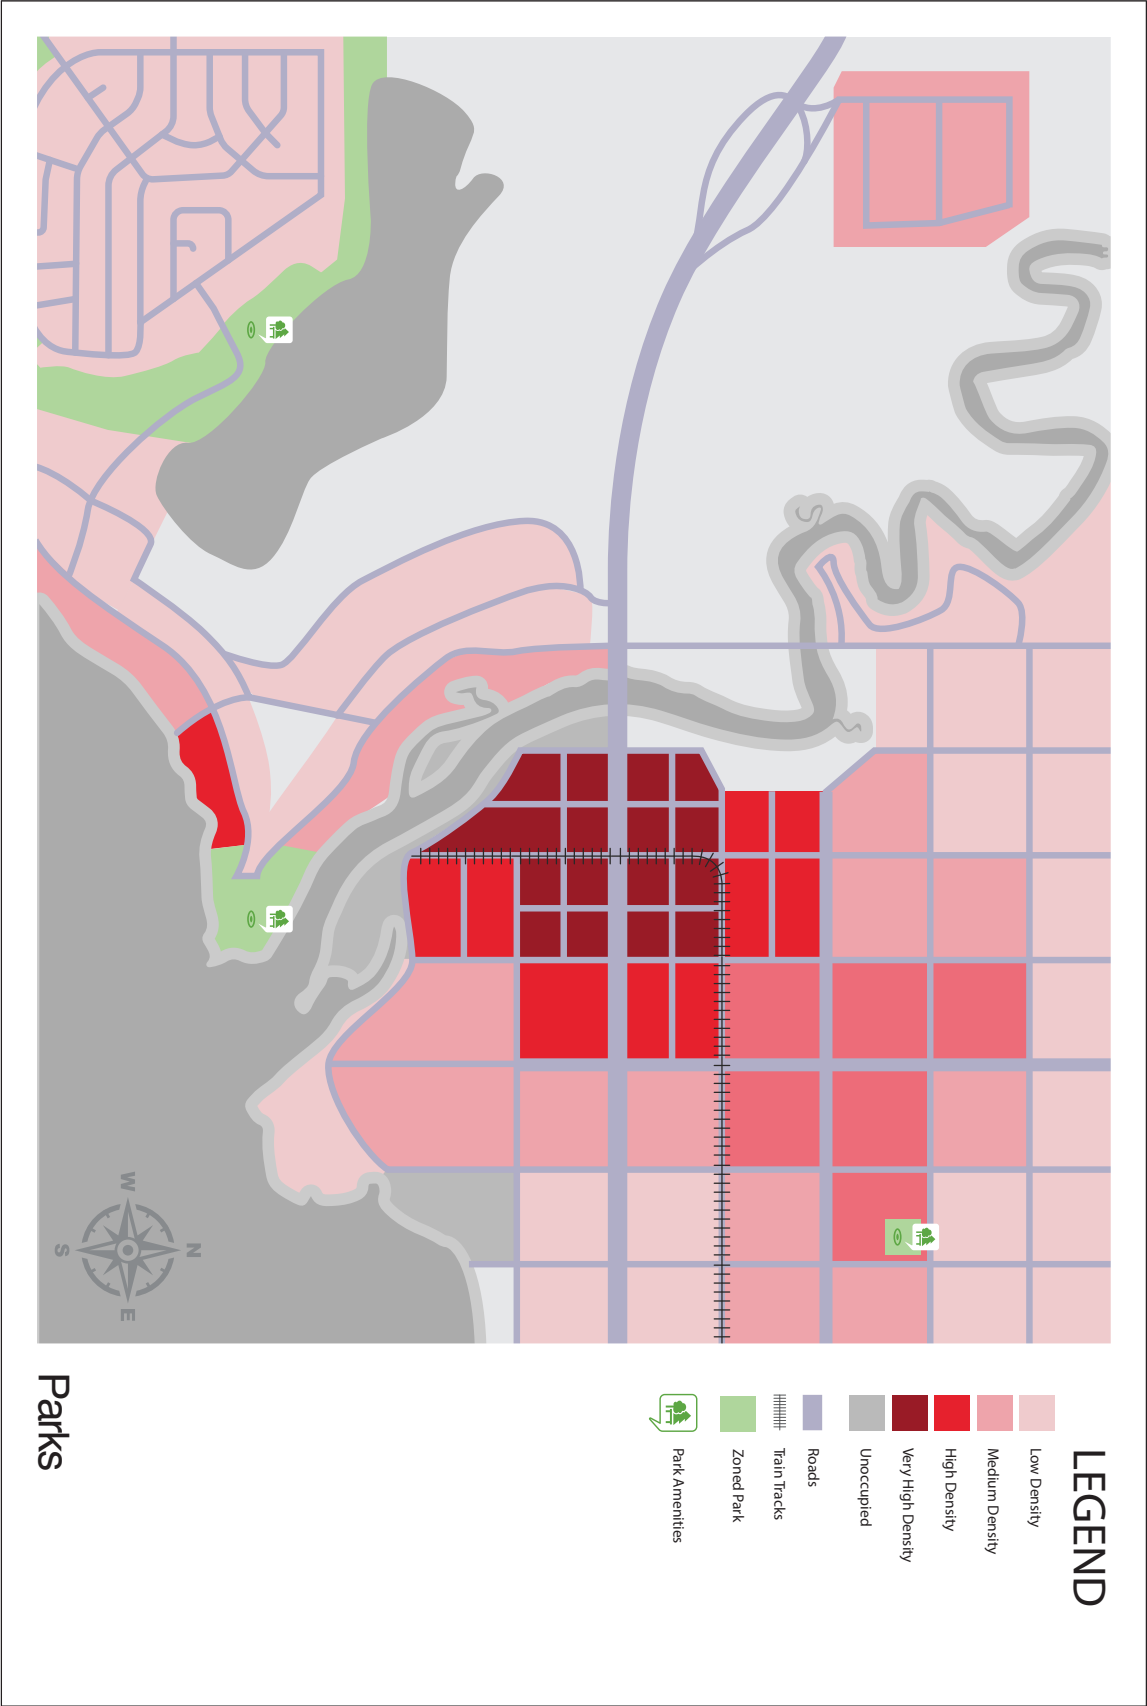 LEGEND
Low Density
Medium Density
High Density
Very High Density
Unoccupied
Roads
Train Tracks
Zoned Park
Park Amenities
N
W
E
S
Parks